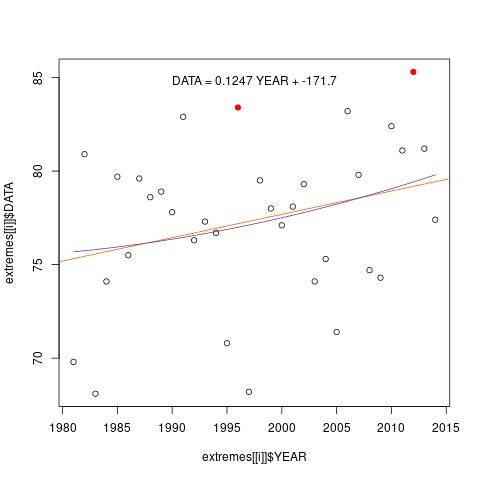 DATA = 0.1247 YEAR + -171.7
85
80
75
70
extremes[[i]]$DATA
1980 1985 1990 1995 2000 2005 2010 2015
extremes[[i]]$YEAR